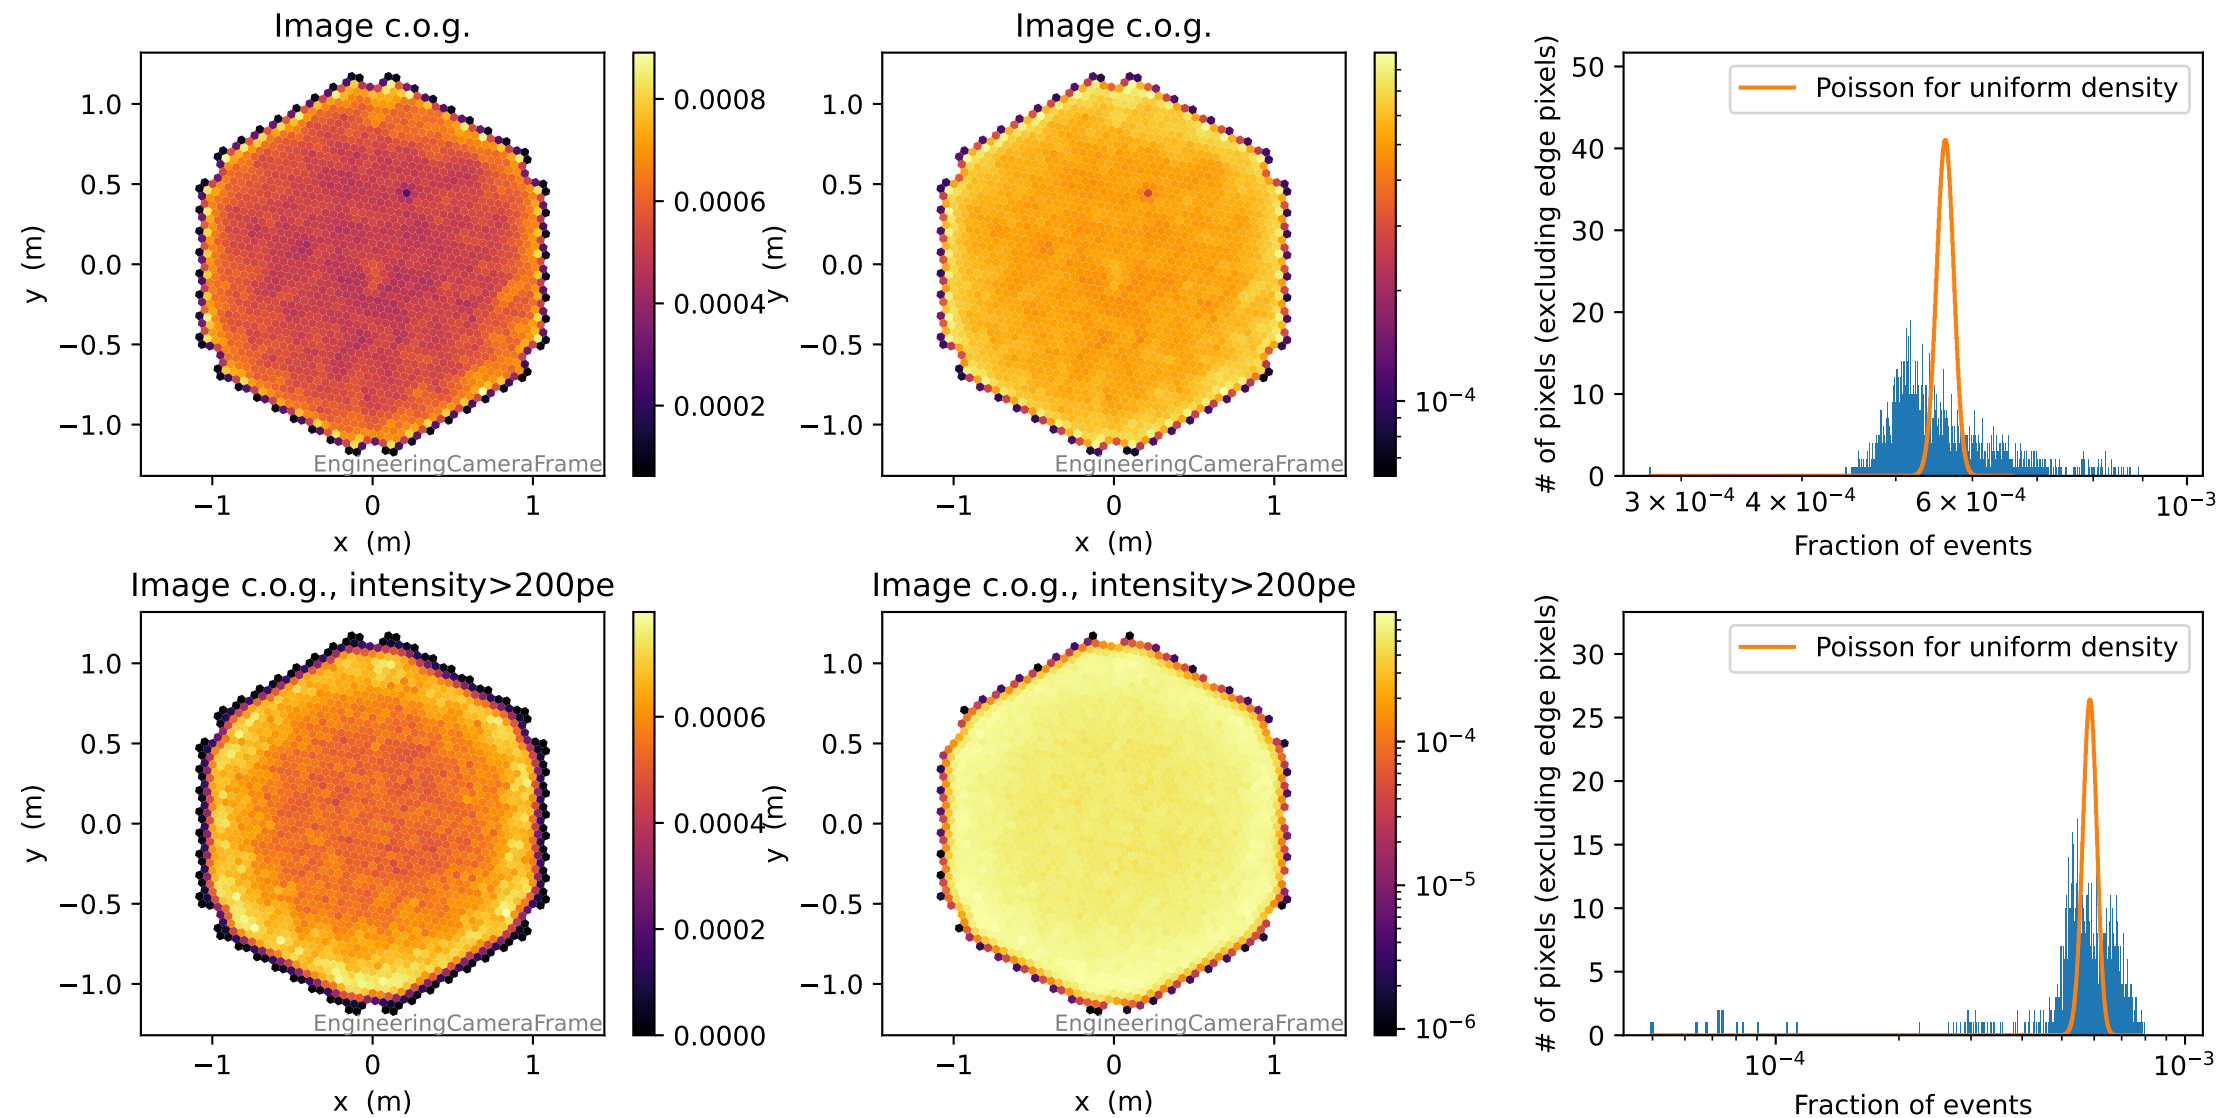 Image c.o.g.
1.0
0.5
0.0
−0.5
−1.0
y (m)
−1 0 1
x (m)
EngineeringCameraFrame
0.0008
0.0006
0.0004
0.0002
Image c.o.g.
1.0
0.5
0.0
−0.5
−1.0
y (m)
−1 0 1
x (m)
EngineeringCameraFrame
10⁻⁴
# of pixels (excluding edge pixels)
50
40
30
20
10
0
Poisson for uniform density
3 × 10⁻⁴ 4 × 10⁻⁴ 6 × 10⁻⁴ 10⁻³
Fraction of events
Image c.o.g., intensity>200pe
1.0
0.5
0.0
−0.5
−1.0
y (m)
−1 0 1
x (m)
EngineeringCameraFrame
0.0006
0.0004
0.0002
0.0000
Image c.o.g., intensity>200pe
1.0
0.5
0.0
−0.5
−1.0
y (m)
−1 0 1
x (m)
EngineeringCameraFrame
10⁻⁴
10⁻⁵
10⁻⁶
# of pixels (excluding edge pixels)
30
25
20
15
10
5
0
Poisson for uniform density
10⁻⁴ 10⁻³
Fraction of events